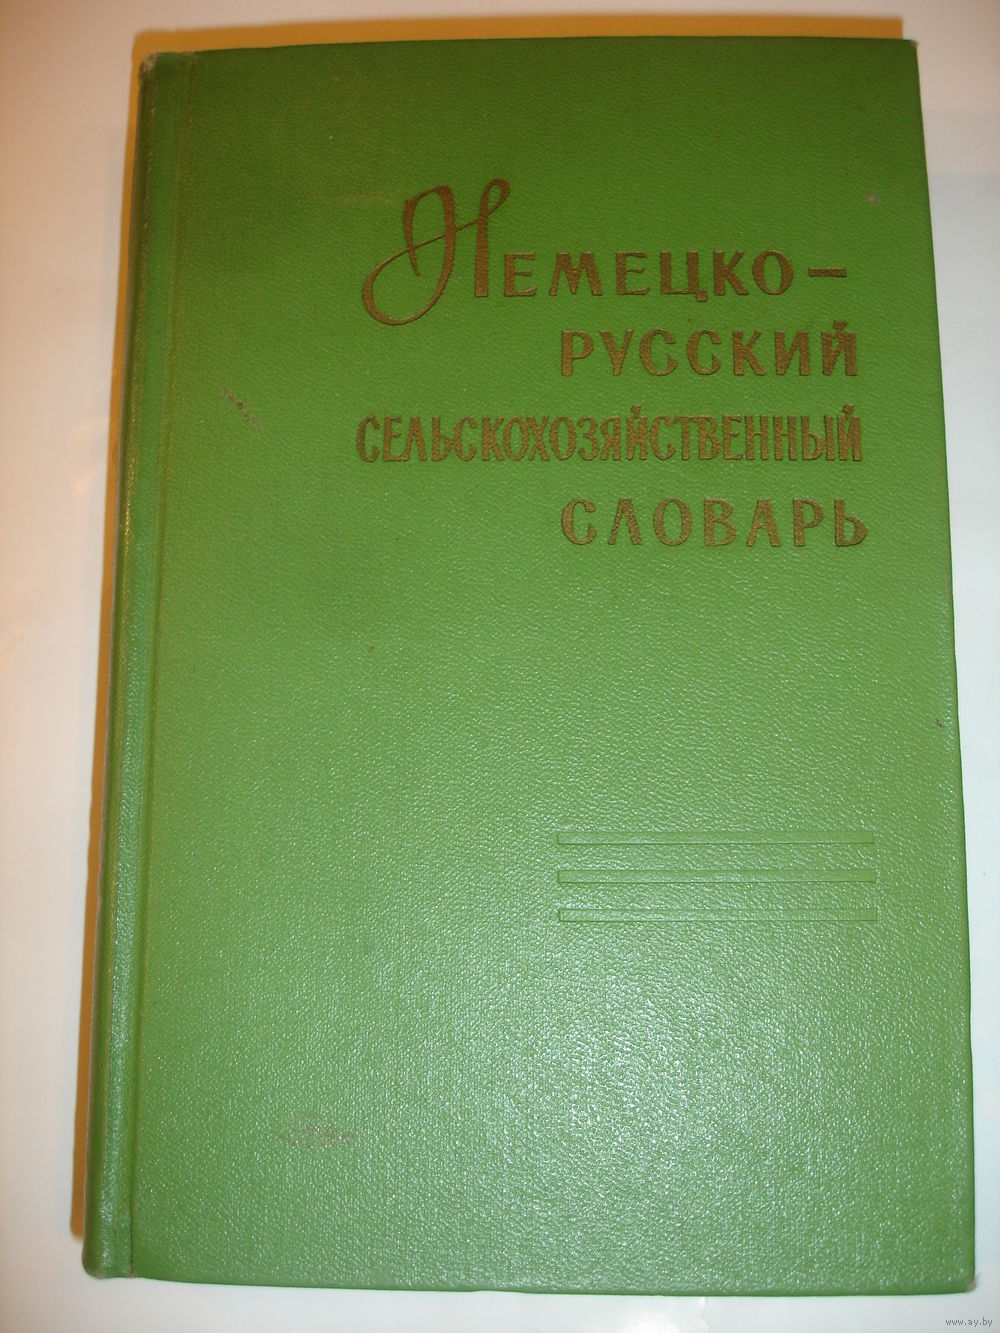 Немецко-
русский
сельскохозяйственный
словарь
www.ay.by